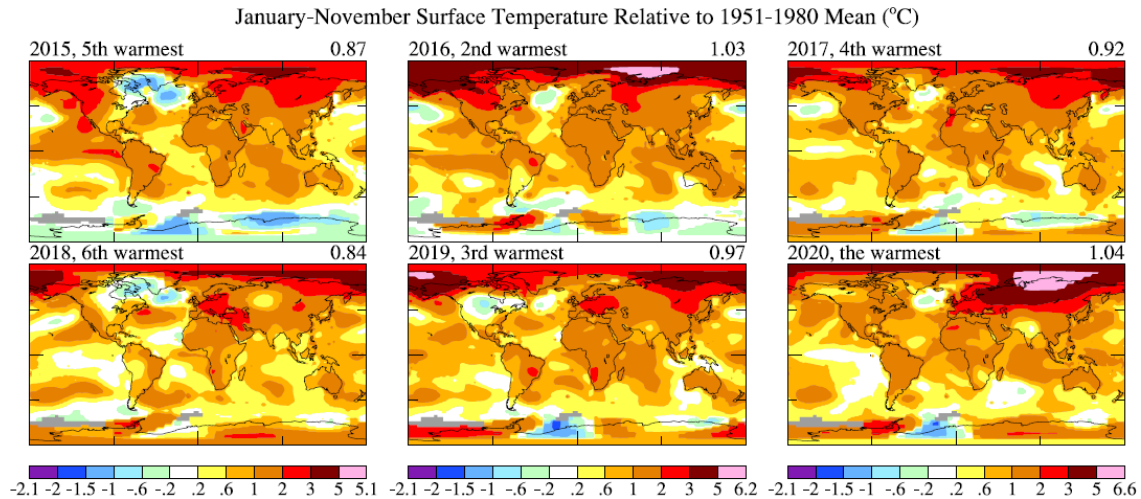 January-November Surface Temperature Relative to 1951-1980 Mean (°C)
2015, 5th warmest 0.87 2016, 2nd warmest 1.03 2017, 4th warmest 0.92
2018, 6th warmest 0.84 2019, 3rd warmest 0.97 2020, the warmest 1.04
-2.1 -2 -1.5 -1 -.6 -.2 .2 .6 1 2 3 5 5.1 -2.1 -2 -1.5 -1 -.6 -.2 .2 .6 1 2 3 5 6.2 -2.1 -2 -1.5 -1 -.6 -.2 .2 .6 1 2 3 5 6.6